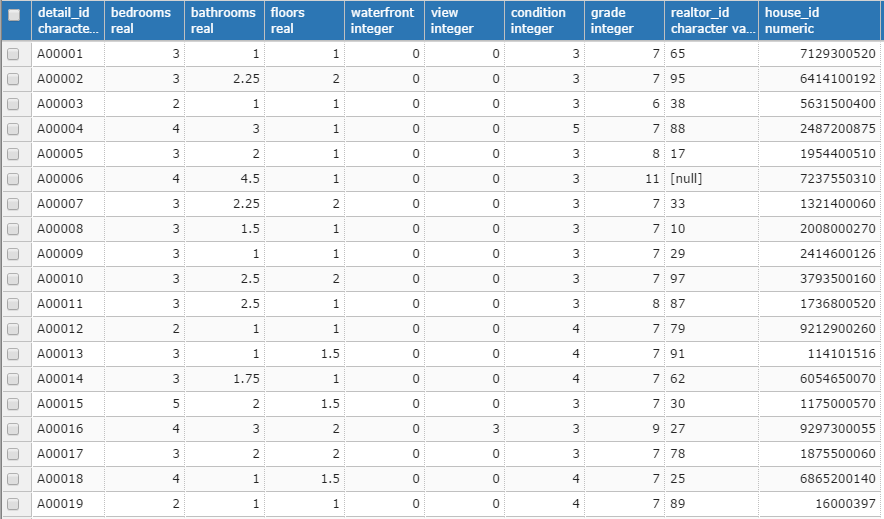 detail_id bedrooms bathrooms floors waterfront view condition grade realtor_id house_id
characte... real real real integer integer integer integer character va... numeric
A00001 3 1 1 0 0 3 7 65 7129300520
A00002 3 2.25 2 0 0 3 7 95 6414100192
A00003 2 1 1 0 0 3 6 38 5631500400
A00004 4 3 1 0 0 5 7 88 2487200875
A00005 3 2 1 0 0 3 8 17 1954400510
A00006 4 4.5 1 0 0 3 11 [null] 7237550310
A00007 3 2.25 2 0 0 3 7 33 1321400060
A00008 3 1.5 1 0 0 3 7 10 2008000270
A00009 3 1 1 0 0 3 7 29 2414600126
A00010 3 2.5 2 0 0 3 7 97 3793500160
A00011 3 2.5 1 0 0 3 8 87 1736800520
A00012 2 1 1 0 0 4 7 79 9212900260
A00013 3 1 1.5 0 0 4 7 91 114101516
A00014 3 1.75 1 0 0 4 7 62 6054650070
A00015 5 2 1.5 0 0 3 7 30 1175000570
A00016 4 3 2 0 3 3 9 27 9297300055
A00017 3 2 2 0 0 3 7 78 1875500060
A00018 4 1 1.5 0 0 4 7 25 6865200140
A00019 2 1 1 0 0 4 7 89 16000397